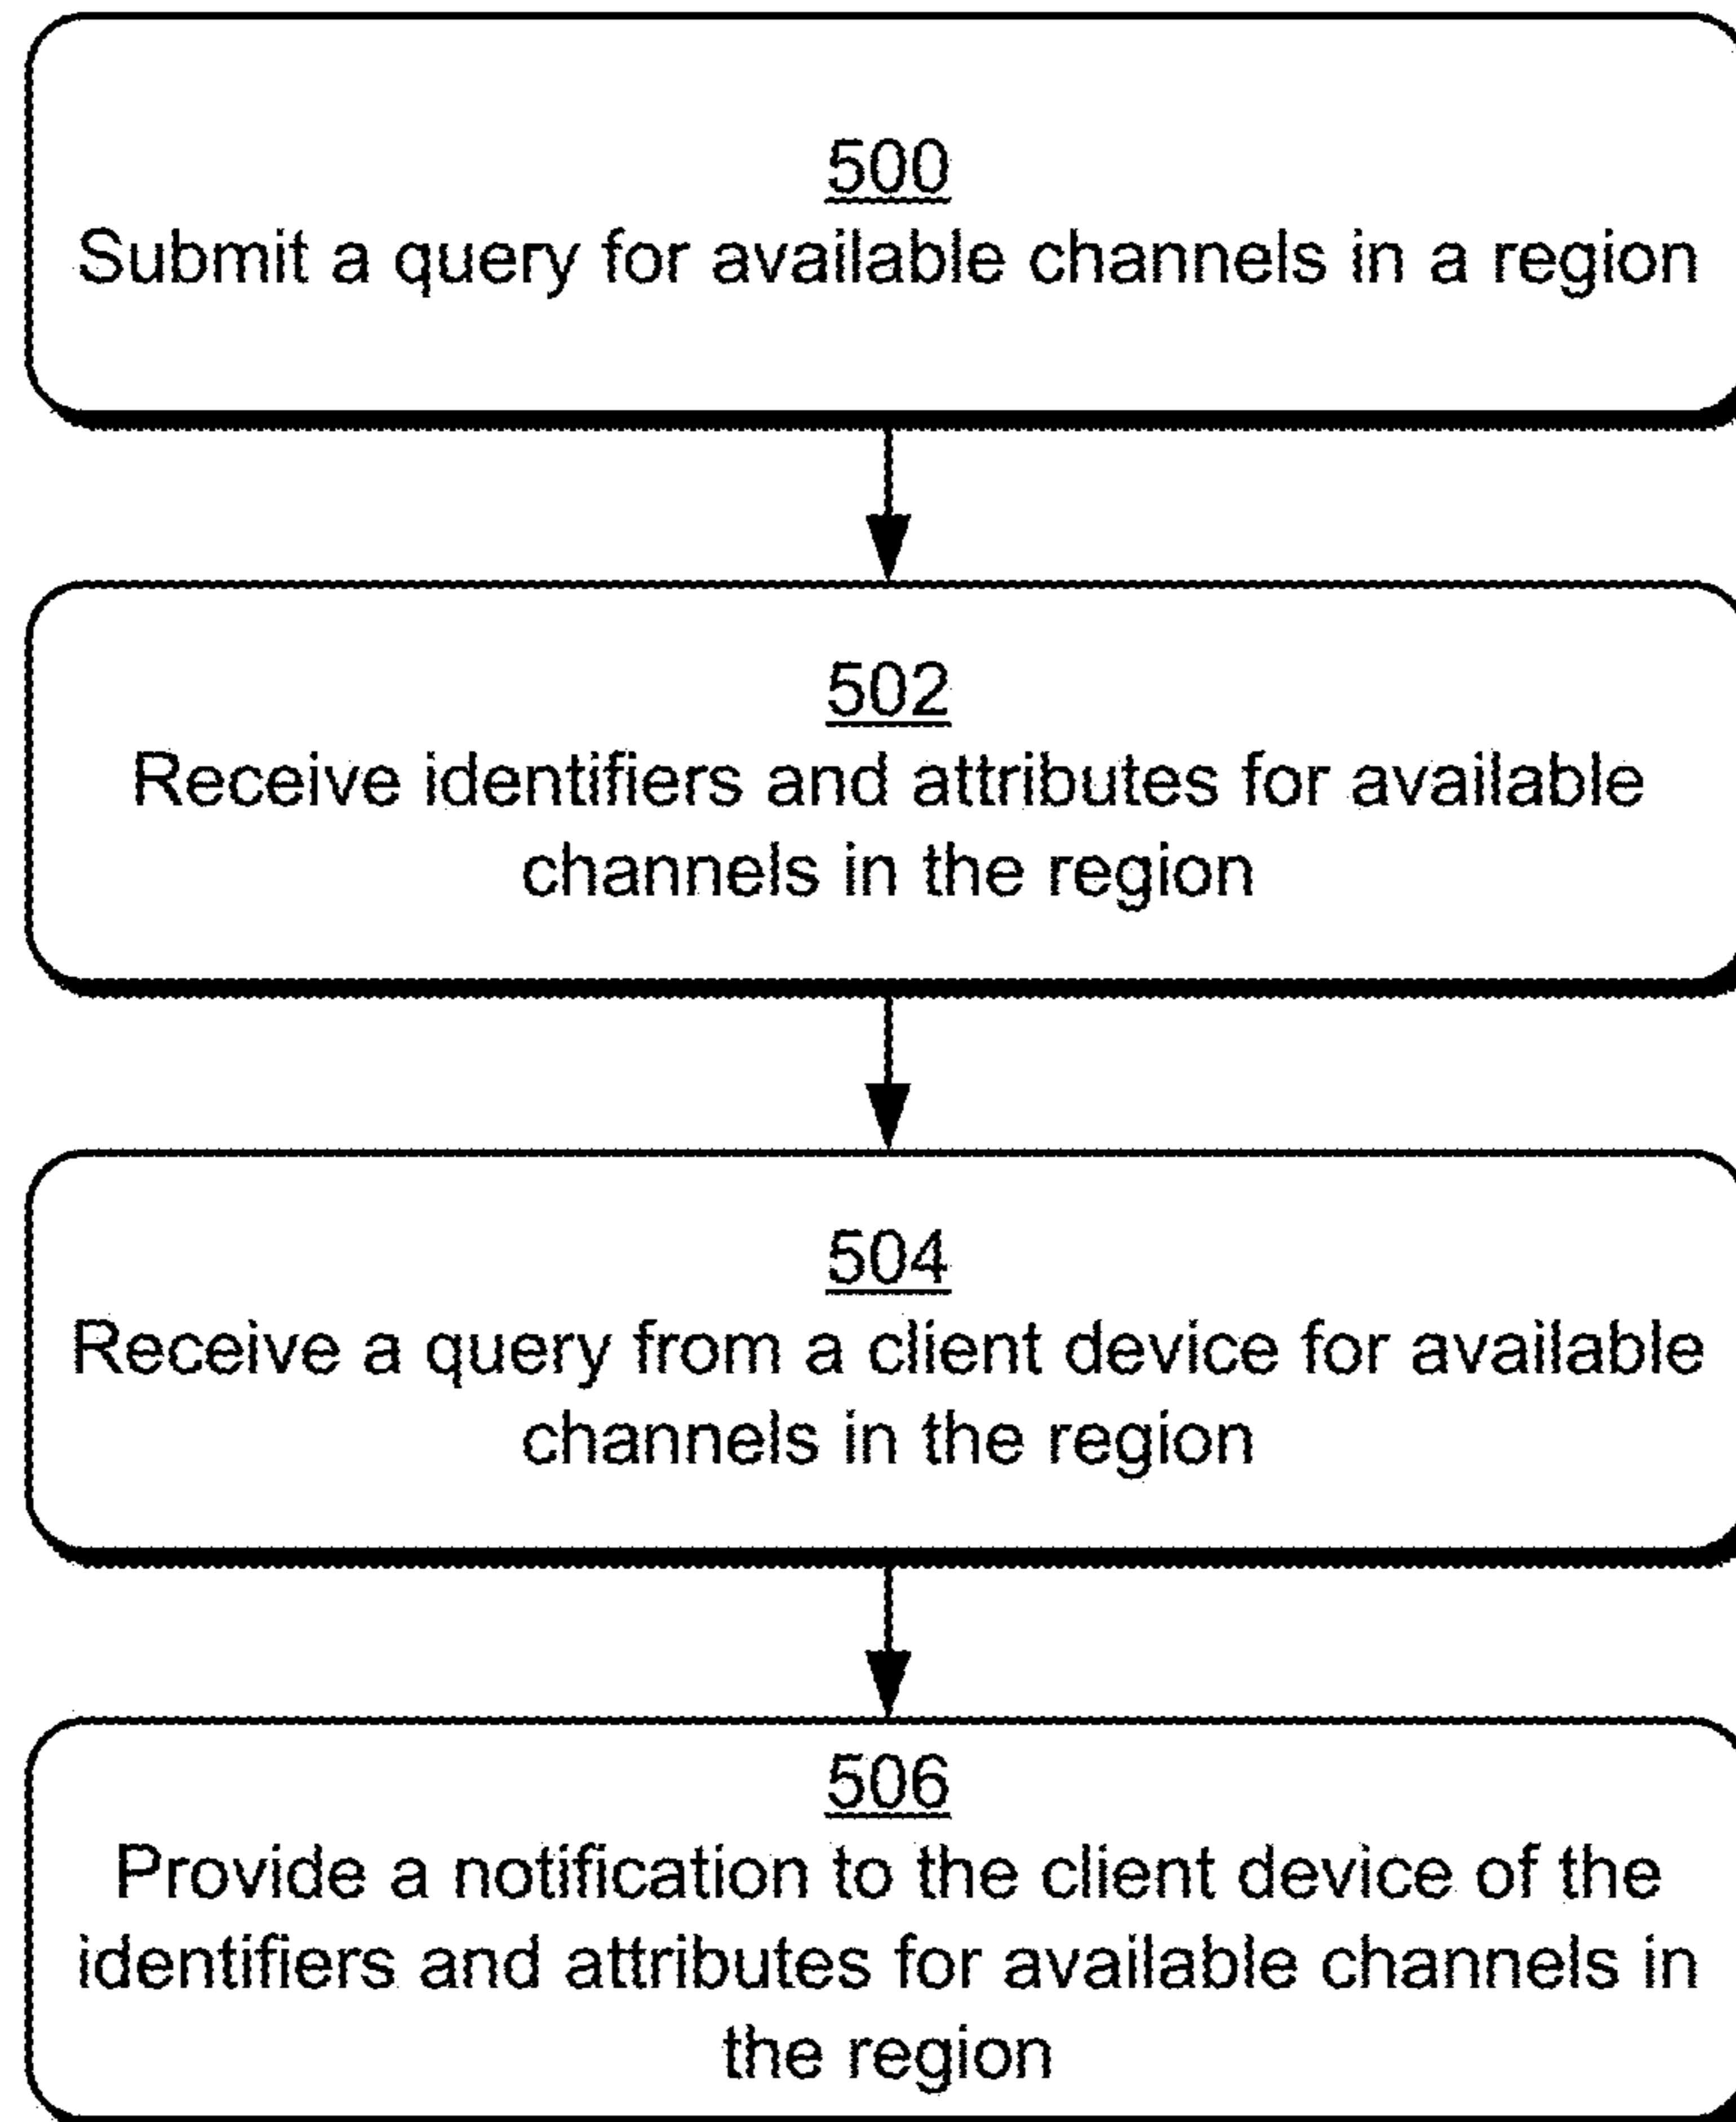 500
Submit a query for available channels in a region
502
Receive identifiers and attributes for available
channels in the region
504
Receive a query from a client device for available
channels in the region
506
Provide a notification to the client device of the
identifiers and attributes for available channels in
the region